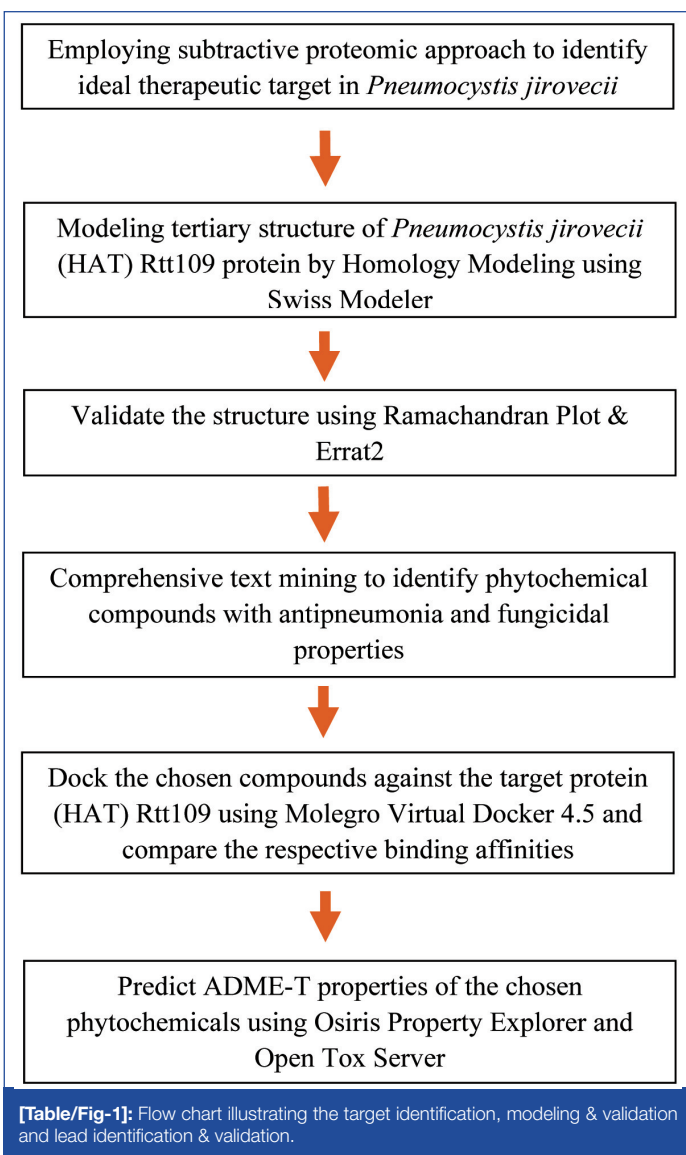 Employing subtractive proteomic approach to identify
ideal therapeutic target in Pneumocystis jirovecii
Modeling tertiary structure of Pneumocystis jirovecii
(HAT) Rtt109 protein by Homology Modeling using
Swiss Modeler
Validate the structure using Ramachandran Plot &
Errat2
Comprehensive text mining to identify phytochemical
compounds with antipneumonia and fungicidal
properties
Dock the chosen compounds against the target protein
(HAT) Rtt109 using Molegro Virtual Docker 4.5 and
compare the respective binding affinities
Predict ADME-T properties of the chosen
phytochemicals using Osiris Property Explorer and
Open Tox Server
[Table/Fig-1]: Flow chart illustrating the target identification, modeling & validation
and lead identification & validation.